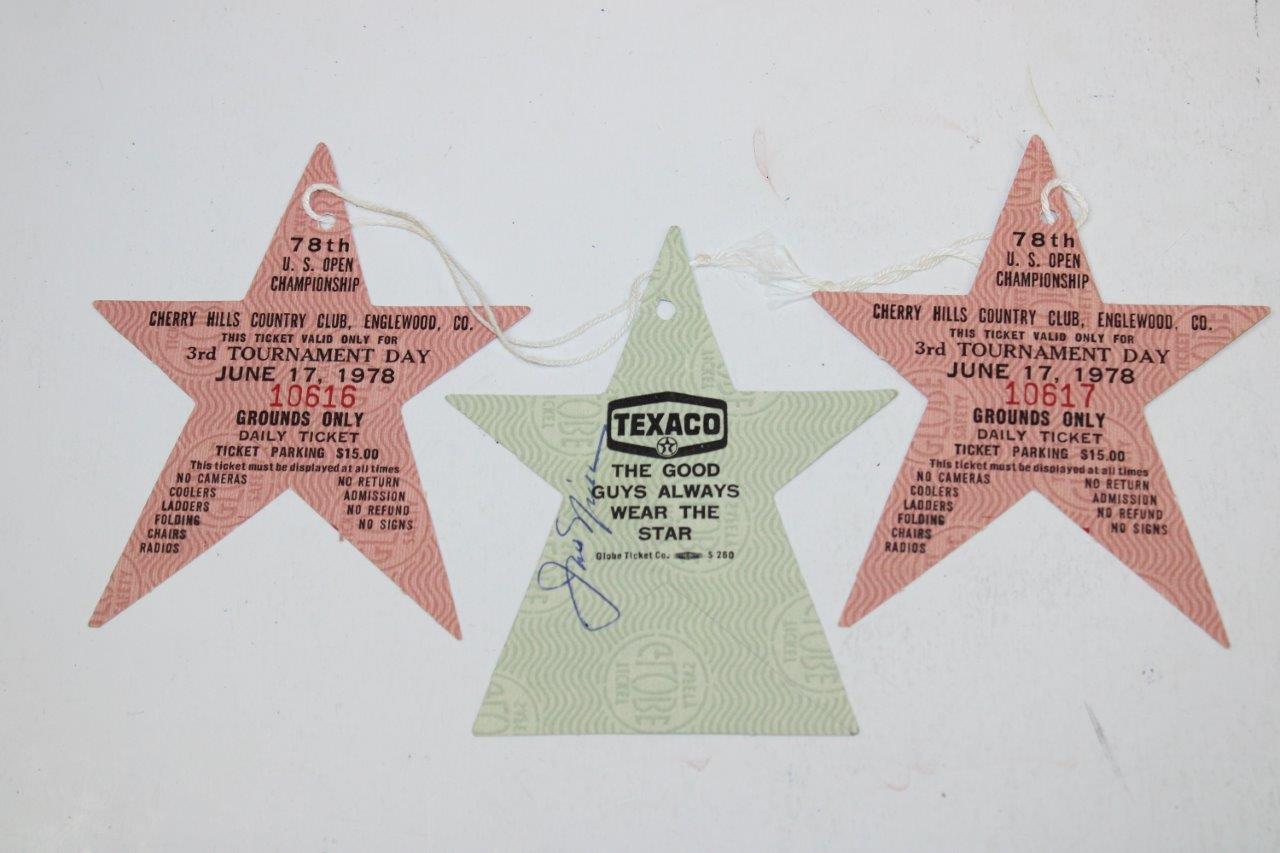 78th
U. S. OPEN
CHAMPIONSHIP
CHERRY HILLS COUNTRY CLUB, ENGLEWOOD, CO.
THIS TICKET VALID ONLY FOR
3rd TOURNAMENT DAY
JUNE 17, 1978
10616
GROUNDS ONLY
DAILY TICKET
TICKET PARKING $15.00
This ticket must be displayed at all times
NO CAMERAS
COOLERS
LADDERS
FOLDING
CHAIRS
RADIOS
NO RETURN
ADMISSION
NO REFUND
NO SIGNS
TEXACO
THE GOOD
GUYS ALWAYS
WEAR THE
STAR
Globe Ticket Co. S 260
GLOBE
TICKET
78th
U. S. OPEN
CHAMPIONSHIP
CHERRY HILLS COUNTRY CLUB, ENGLEWOOD, CO.
THIS TICKET VALID ONLY FOR
3rd TOURNAMENT DAY
JUNE 17, 1978
10617
GROUNDS ONLY
DAILY TICKET
TICKET PARKING $15.00
This ticket must be displayed at all times
NO CAMERAS
COOLERS
LADDERS
FOLDING
CHAIRS
RADIOS
NO RETURN
ADMISSION
NO REFUND
NO SIGNS